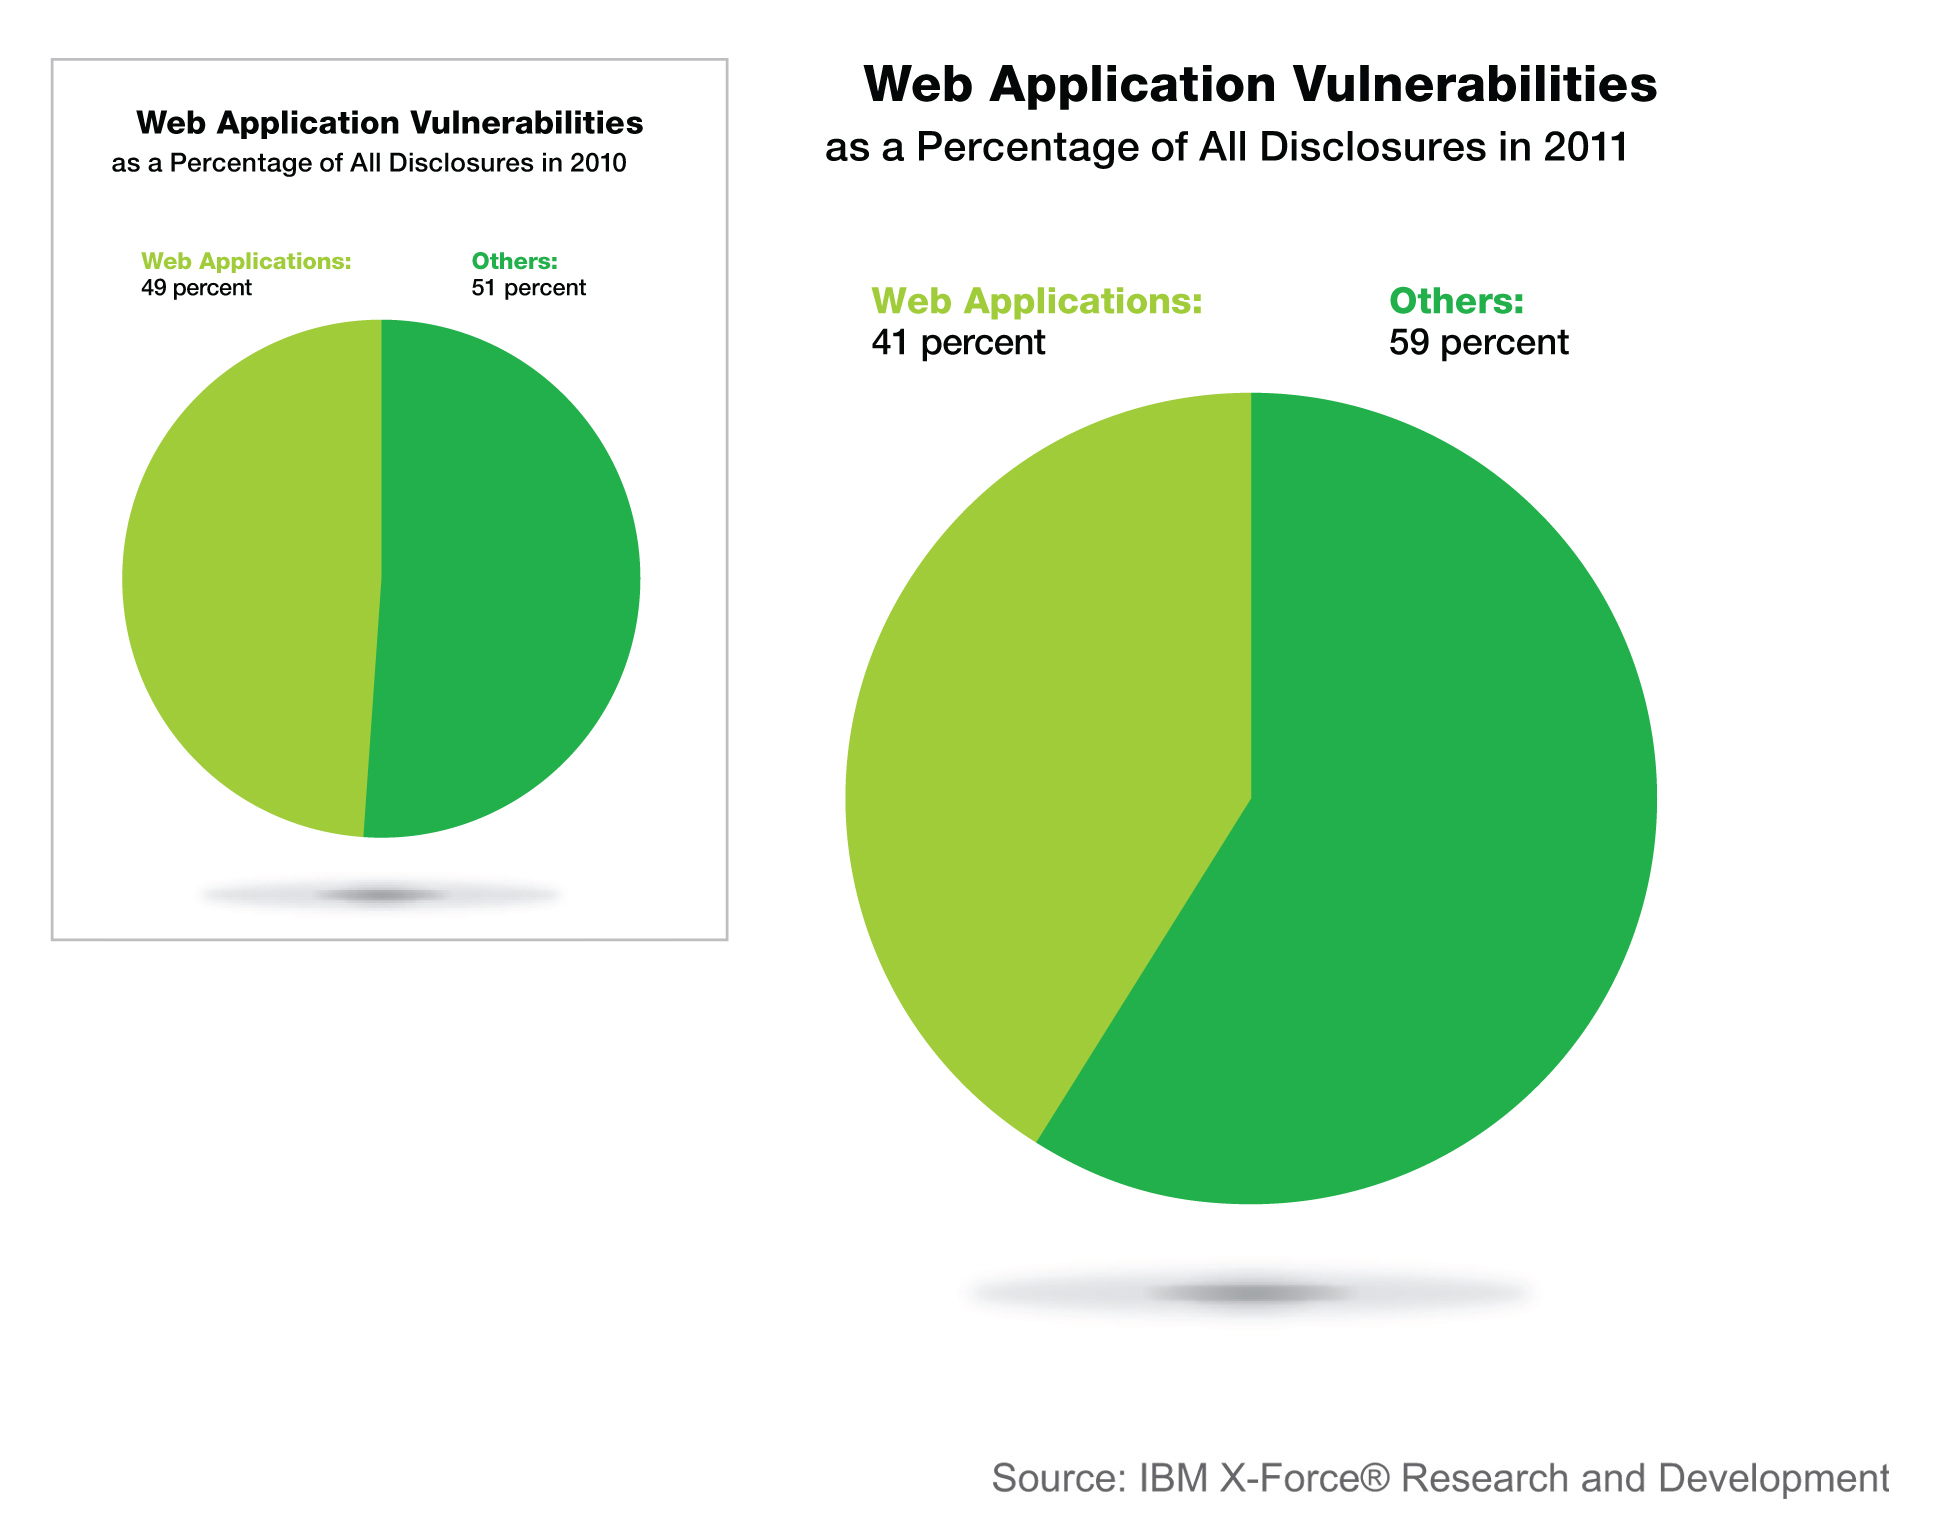 Web Application Vulnerabilities
as a Percentage of All Disclosures in 2010
Web Applications:
49 percent
Others:
51 percent
Web Application Vulnerabilities
as a Percentage of All Disclosures in 2011
Web Applications:
41 percent
Others:
59 percent
Source: IBM X-Force® Research and Development